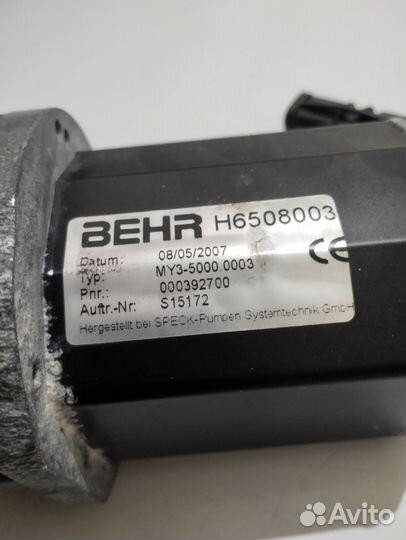 BEHR H6508003
Datum: 08/05/2007
Typ: MY3-5000.0003
Pnr.: 000392700
Auftr.-Nr: S15172
Hergestellt bei SPECK-Pumpen Systemtechnik GmbH
CE
Avito